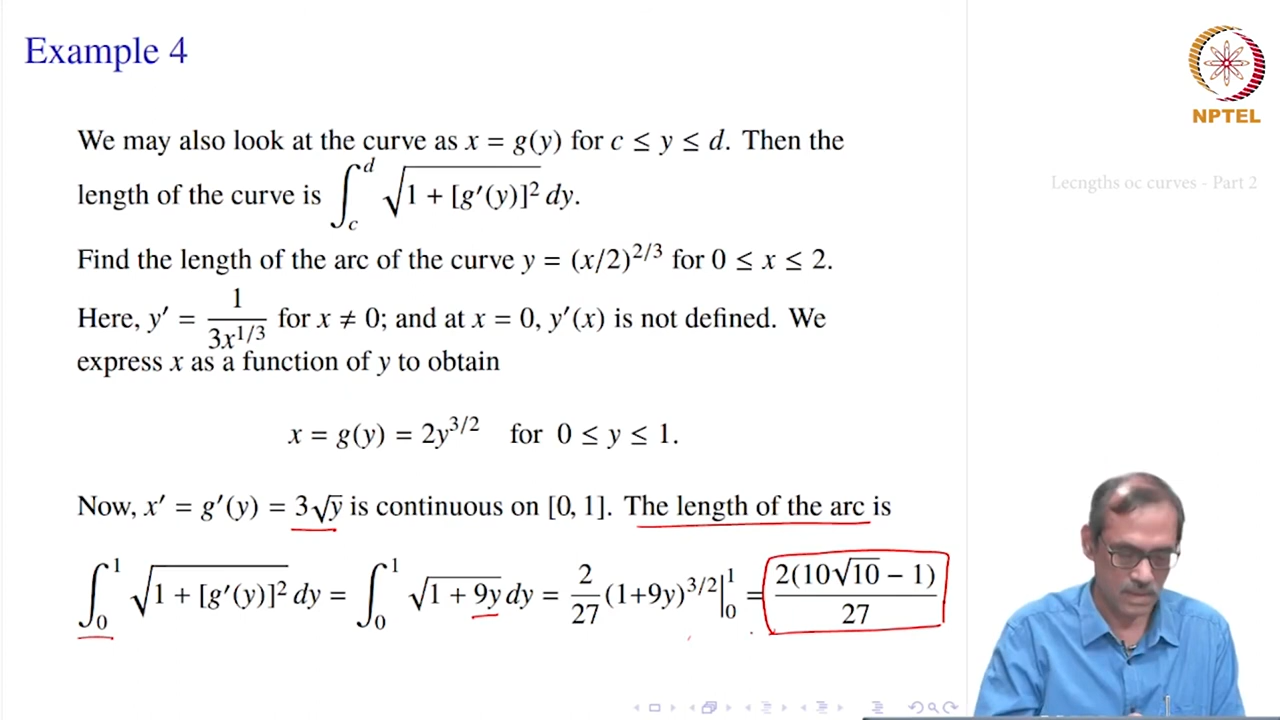 Example 4
NPTEL
We may also look at the curve as x = g(y) for c ≤ y ≤ d. Then the
length of the curve is ∫_c^d √(1 + [g′(y)]²) dy.
Lecngths oc curves - Part 2
Find the length of the arc of the curve y = (x/2)^{2/3} for 0 ≤ x ≤ 2.
Here, y′ = 1/(3x^{1/3}) for x ≠ 0; and at x = 0, y′(x) is not defined. We
express x as a function of y to obtain
x = g(y) = 2y^{3/2} for 0 ≤ y ≤ 1.
Now, x′ = g′(y) = 3√y is continuous on [0, 1]. The length of the arc is
∫_0^1 √(1 + [g′(y)]²) dy = ∫_0^1 √(1 + 9y) dy = 2/27 (1+9y)^{3/2}|_0^1 = 2(10√10 − 1)/27